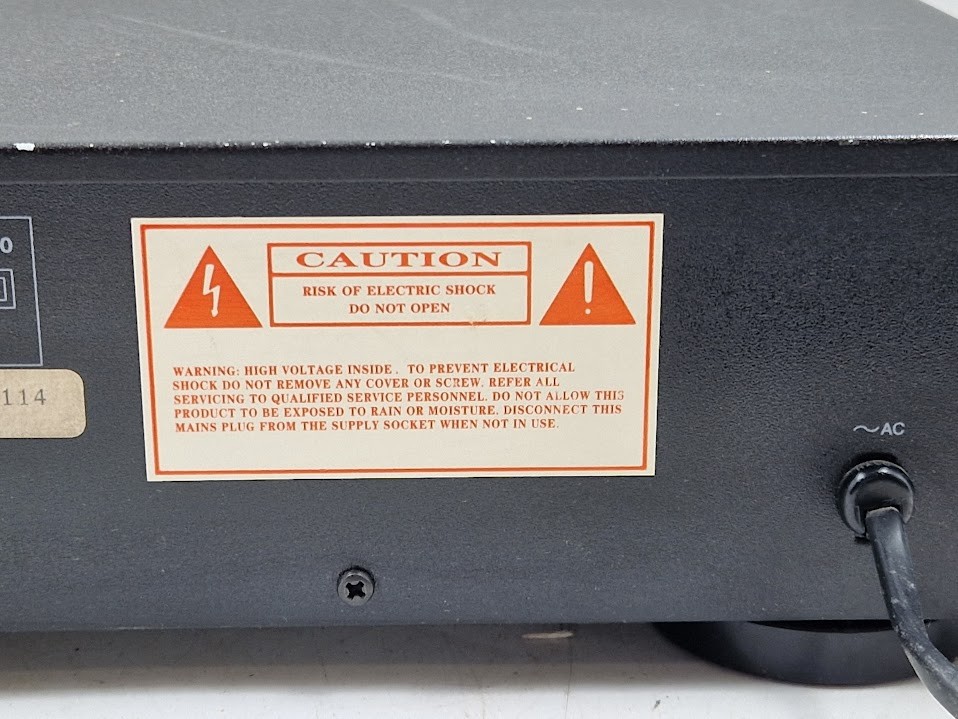 0
CAUTION
RISK OF ELECTRIC SHOCK
DO NOT OPEN
WARNING: HIGH VOLTAGE INSIDE. TO PREVENT ELECTRICAL
SHOCK DO NOT REMOVE ANY COVER OR SCREW. REFER ALL
SERVICING TO QUALIFIED SERVICE PERSONNEL. DO NOT ALLOW THIS
PRODUCT TO BE EXPOSED TO RAIN OR MOISTURE. DISCONNECT THIS
MAINS PLUG FROM THE SUPPLY SOCKET WHEN NOT IN USE.
114
~AC